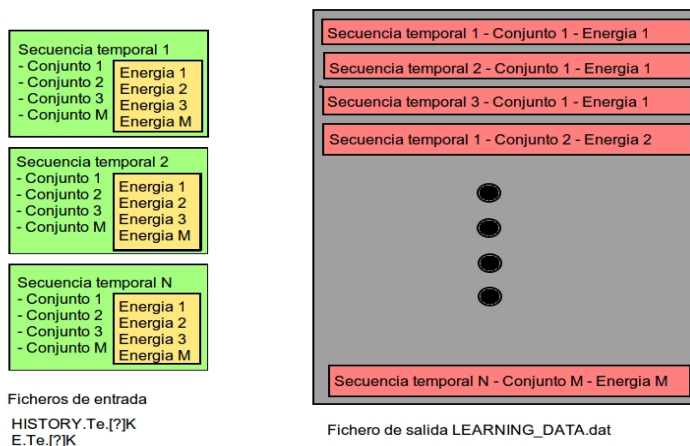 Secuencia temporal 1
- Conjunto 1
- Conjunto 2
- Conjunto 3
- Conjunto M
Energia 1
Energia 2
Energia 3
Energia M
Secuencia temporal 2
- Conjunto 1
- Conjunto 2
- Conjunto 3
- Conjunto M
Energia 1
Energia 2
Energia 3
Energia M
Secuencia temporal N
- Conjunto 1
- Conjunto 2
- Conjunto 3
- Conjunto M
Energia 1
Energia 2
Energia 3
Energia M
Ficheros de entrada
HISTORY.Te.[?]K
E.Te.[?]K
Secuencia temporal 1 - Conjunto 1 - Energia 1
Secuencia temporal 2 - Conjunto 1 - Energia 1
Secuencia temporal 3 - Conjunto 1 - Energia 1
Secuencia temporal 1 - Conjunto 2 - Energia 2
Secuencia temporal N - Conjunto M - Energia M
Fichero de salida LEARNING_DATA.dat